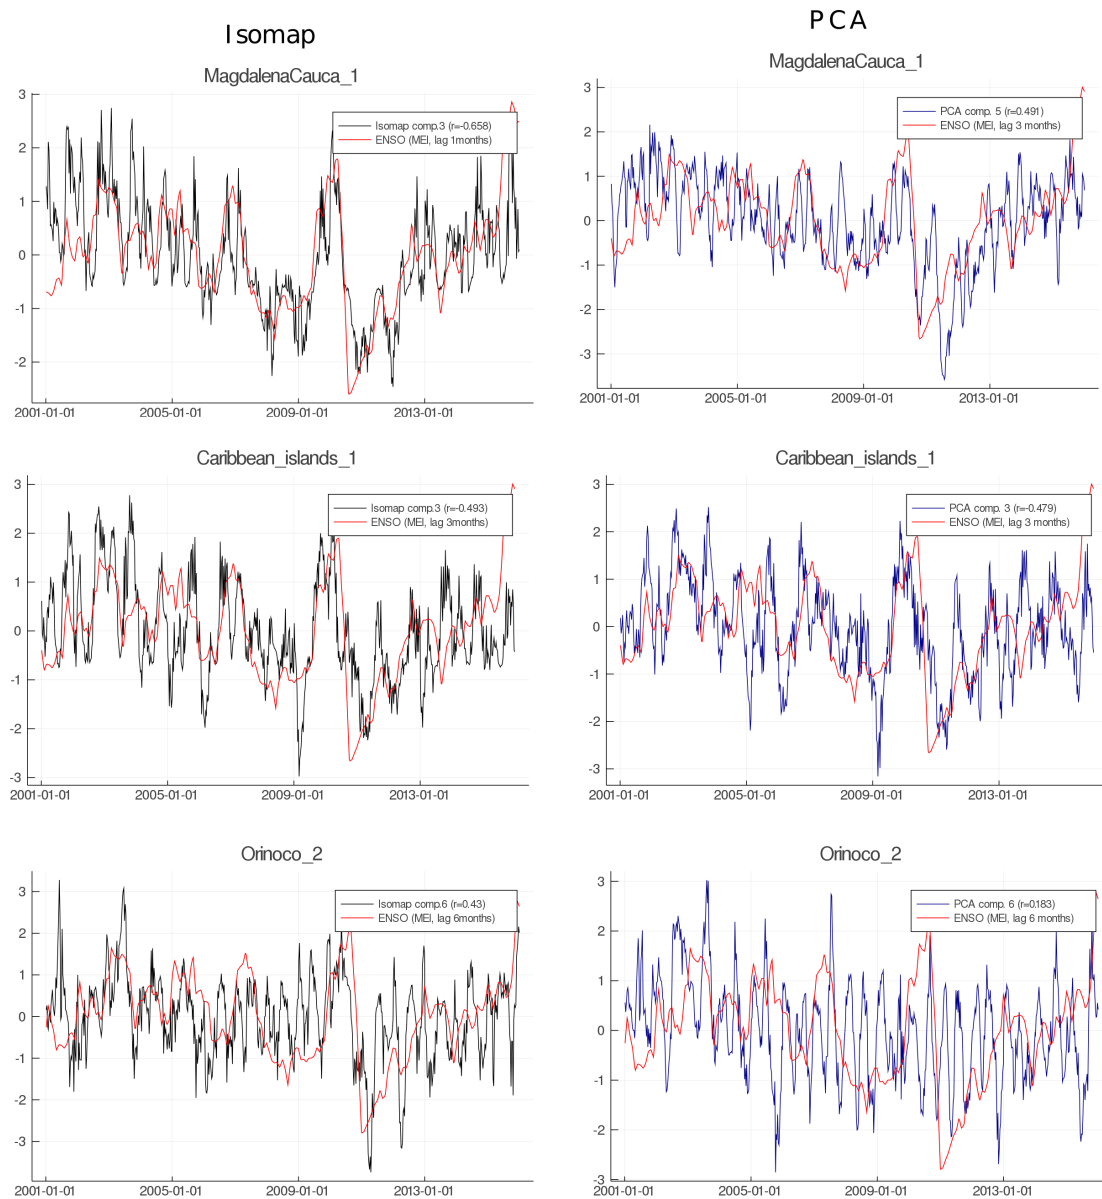 Isomap
PCA
MagdalenaCauca_1
3
2
1
0
-1
-2
2001-01-01 2005-01-01 2009-01-01 2013-01-01
Isomap comp.3 (r=-0.658)
ENSO (MEI, lag 1months)
MagdalenaCauca_1
3
2
1
0
-1
-2
-3
2001-01-01 2005-01-01 2009-01-01 2013-01-01
PCA comp. 5 (r=0.491)
ENSO (MEI, lag 3 months)
Caribbean_islands_1
3
2
1
0
-1
-2
-3
2001-01-01 2005-01-01 2009-01-01 2013-01-01
Isomap comp.3 (r=-0.493)
ENSO (MEI, lag 3months)
Caribbean_islands_1
3
2
1
0
-1
-2
-3
2001-01-01 2005-01-01 2009-01-01 2013-01-01
PCA comp. 3 (r=-0.479)
ENSO (MEI, lag 3 months)
Orinoco_2
3
2
1
0
-1
-2
-3
2001-01-01 2005-01-01 2009-01-01 2013-01-01
Isomap comp.6 (r=0.43)
ENSO (MEI, lag 6months)
Orinoco_2
3
2
1
0
-1
-2
-3
2001-01-01 2005-01-01 2009-01-01 2013-01-01
PCA comp. 6 (r=0.183)
ENSO (MEI, lag 6 months)